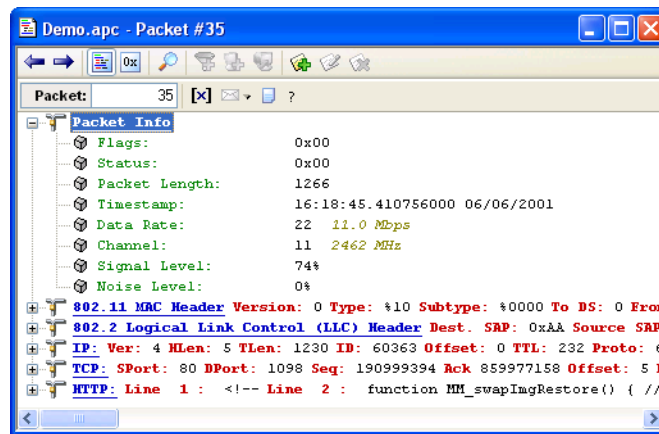 Demo.apc - Packet #35
0x
Packet: 35 [x] ?
Packet Info
Flags: 0x00
Status: 0x00
Packet Length: 1266
Timestamp: 16:18:45.410756000 06/06/2001
Data Rate: 22 11.0 Mbps
Channel: 11 2462 MHz
Signal Level: 74%
Noise Level: 0%
802.11 MAC Header Version: 0 Type: %10 Subtype: %0000 To DS: 0 From
802.2 Logical Link Control (LLC) Header Dest. SAP: 0xAA Source SAP
IP: Ver: 4 HLen: 5 TLen: 1230 ID: 60363 Offset: 0 TTL: 232 Proto: 6
TCP: SPort: 80 DPort: 1098 Seq: 190999394 Ack 859977158 Offset: 5
HTTP: Line 1 : <!-- Line 2 : function MM_swapImgRestore() { //